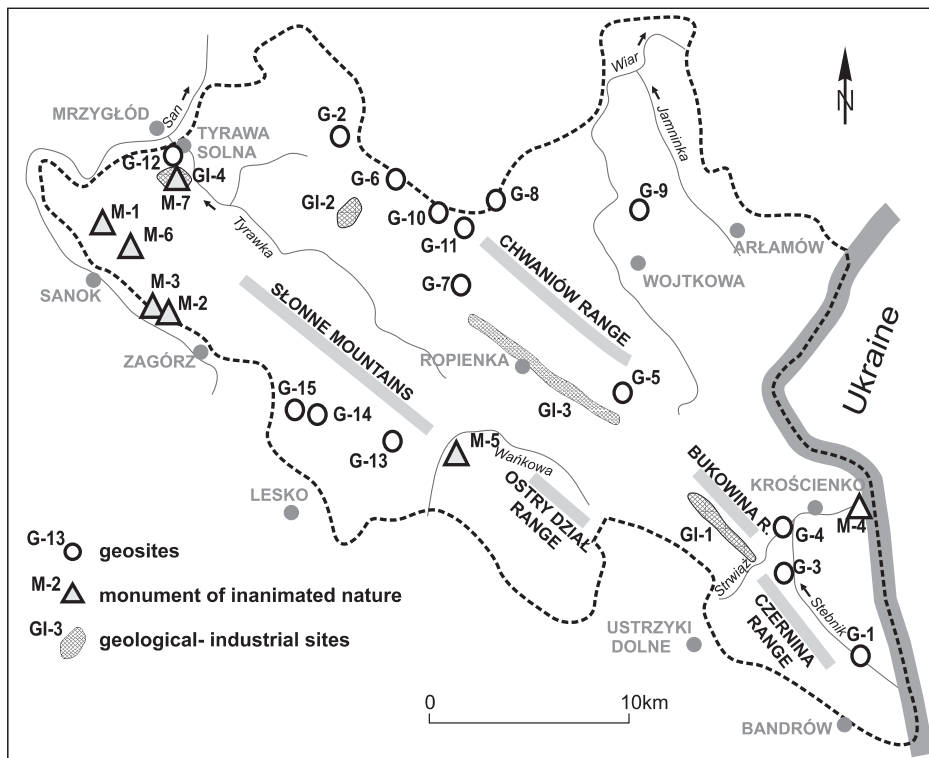 Wiar
N
San
MRZYGŁÓD
TYRAWA
SOLNA
G-2
Jamninka
G-12
GI-4
G-6
GI-2
G-8
G-9
M-7
M-1
G-10
G-11
M-6
Tyrawka
ARŁAMÓW
CHWANIÓW RANGE
G-7
WOJTKOWA
SANOK
M-3
M-2
SŁONNE MOUNTAINS
Ukraine
ZAGÓRZ
ROPIENKA
G-5
G-15
GI-3
G-14
G-13
M-5
Wańkowa
BUKOWINA R.
KROŚCIENKO
LESKO
OSTRY DZIAŁ
RANGE
M-4
GI-1
G-4
G-13
geosites
Strwiąż
G-3
M-2
monument of inanimated nature
Stebnik
CZERNINA
RANGE
GI-3
geological- industrial sites
USTRZYKI
DOLNE
G-1
0
10km
BANDRÓW